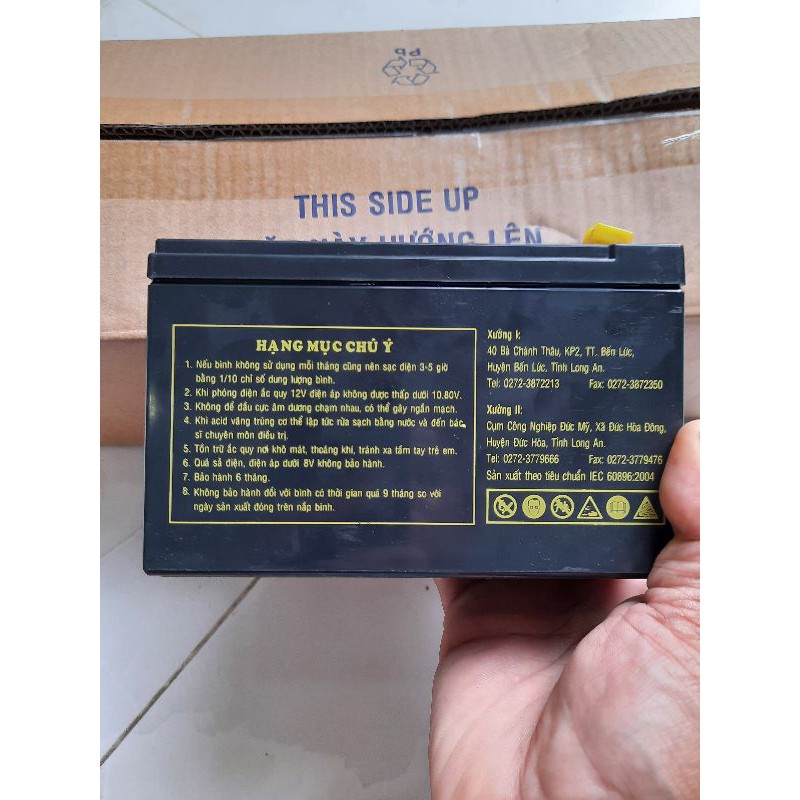 PD
THIS SIDE UP
HƯỚNG LÊN
HẠNG MỤC CHÚ Ý
1. Nếu bình không sử dụng mỗi tháng cũng nên sạc điện 3-5 giờ
bằng 1/10 chỉ số dung lượng bình.
2. Khi phóng điện ắc quy 12V điện áp không được thấp dưới 10.80V.
3. Không để đầu cực âm dương chạm nhau, có thể gây ngắn mạch.
4. Khi acid văng trúng cơ thể lập tức rửa sạch bằng nước và đến bác
sĩ chuyên môn điều trị.
5. Tồn trữ ắc quy nơi khô mát, thoáng khí, tránh xa tầm tay trẻ em.
6. Quá sả điện, điện áp dưới 8V không bảo hành.
7. Bảo hành 6 tháng.
8. Không bảo hành đối với bình có thời gian quá 9 tháng so với
ngày sản xuất đóng trên nắp bình.
Xưởng I:
40 Bà Chánh Thâu, KP2, TT. Bến Lức,
Huyện Bến Lức, Tỉnh Long An.
Tel: 0272-3872213 Fax: 0272-3872350
Xưởng II:
Cụm Công Nghiệp Đức Mỹ, Xã Đức Hòa Đông,
Huyện Đức Hòa, Tỉnh Long An.
Tel: 0272-3779666 Fax: 0272-3779476
Sản xuất theo tiêu chuẩn IEC 60896:2004